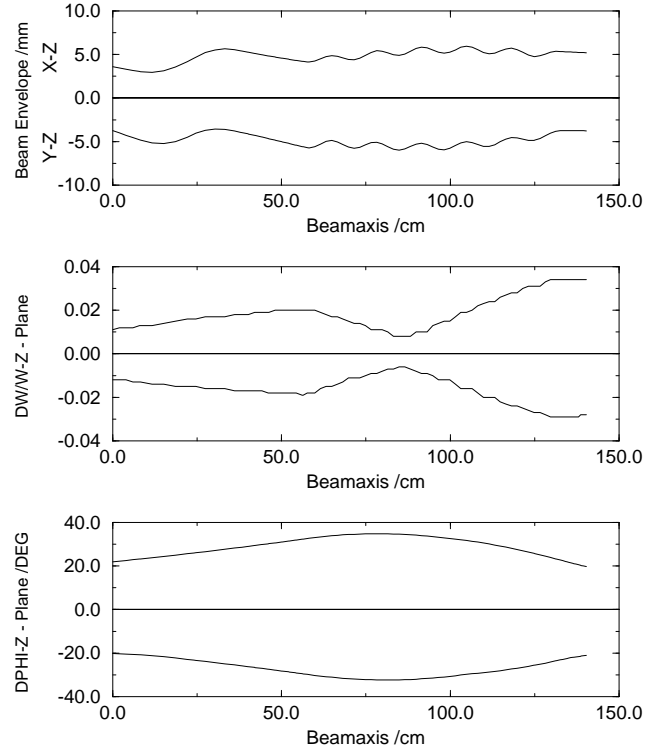 10.0
5.0
0.0
-5.0
-10.0
Beam Envelope /mm
Y-Z X-Z
0.0 50.0 100.0 150.0
Beamaxis /cm
0.04
0.02
0.00
-0.02
-0.04
DW/W-Z - Plane
0.0 50.0 100.0 150.0
Beamaxis /cm
40.0
20.0
0.0
-20.0
-40.0
DPHI-Z - Plane /DEG
0.0 50.0 100.0 150.0
Beamaxis /cm